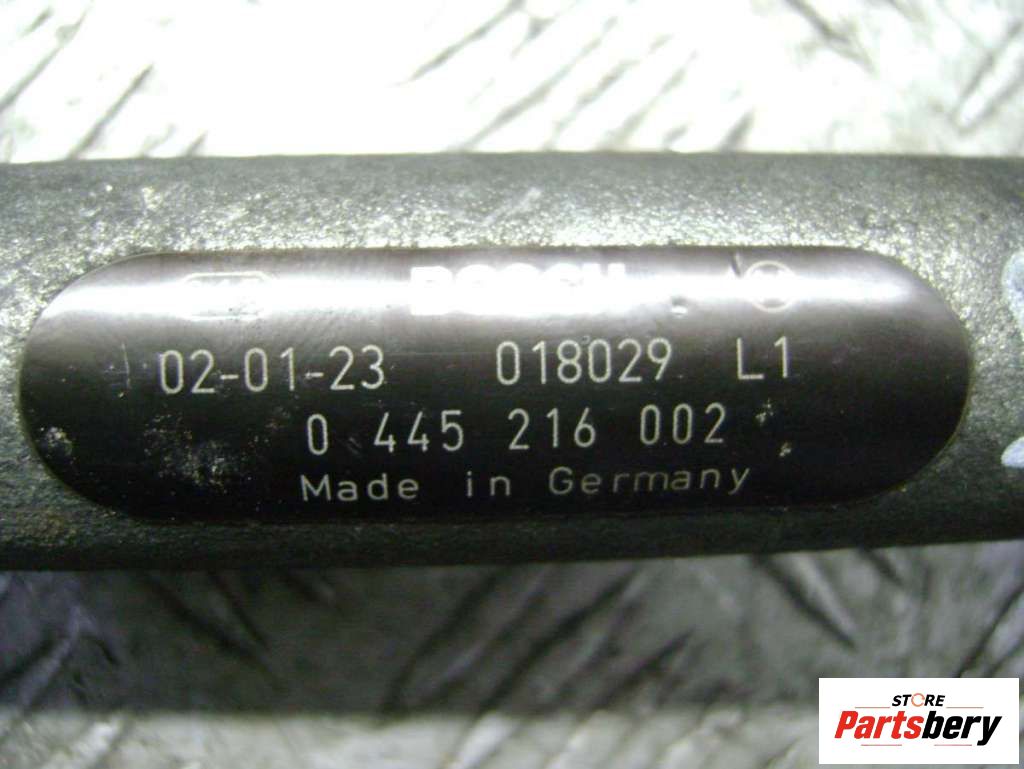 BOSCH
02-01-23 018029 L1
0 445 216 002
Made in Germany
STORE
Partsbery